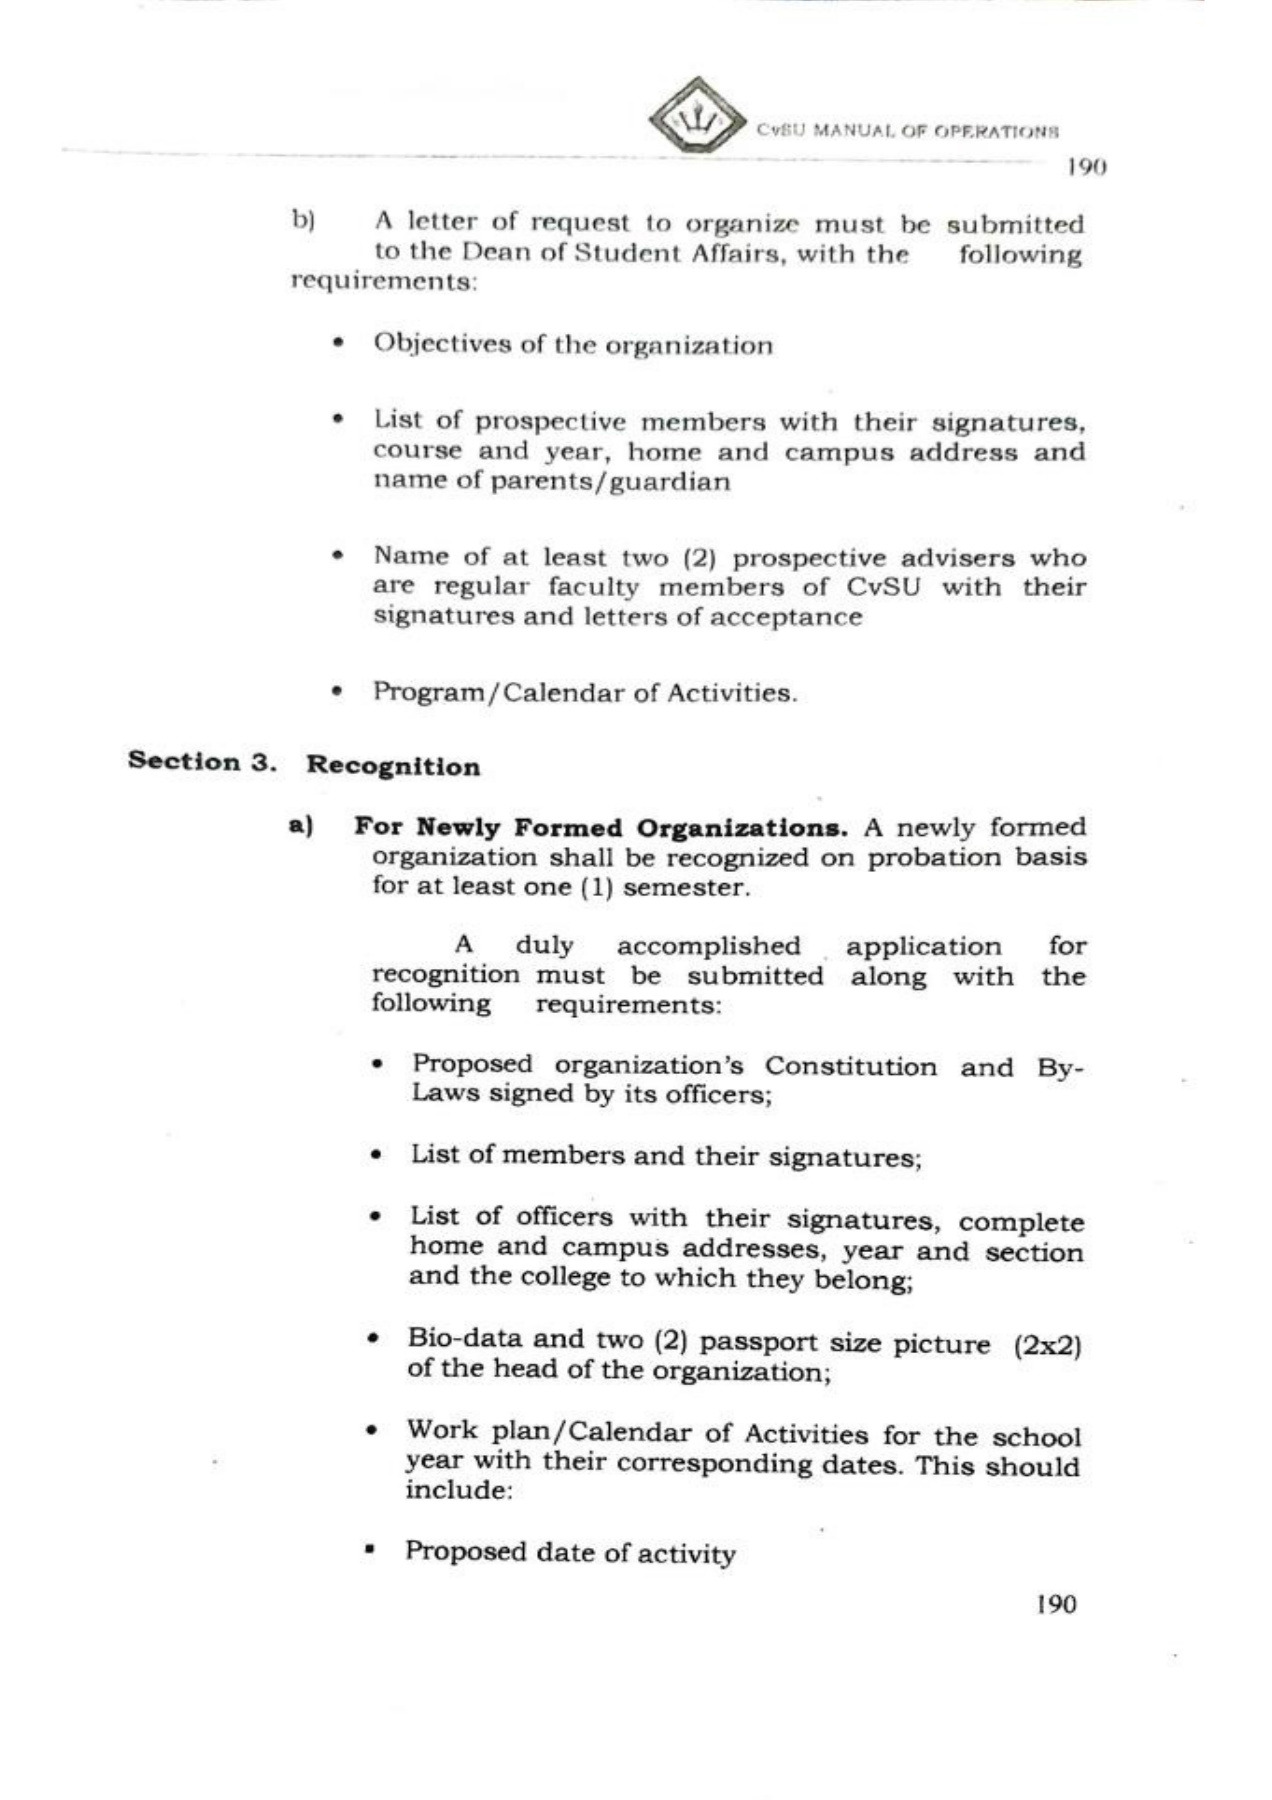 CvSU MANUAL OF OPERATIONS
190
b) A letter of request to organize must be submitted
to the Dean of Student Affairs, with the following
requirements:
• Objectives of the organization
• List of prospective members with their signatures,
course and year, home and campus address and
name of parents/guardian
• Name of at least two (2) prospective advisers who
are regular faculty members of CvSU with their
signatures and letters of acceptance
• Program/Calendar of Activities.
Section 3. Recognition
a) For Newly Formed Organizations. A newly formed
organization shall be recognized on probation basis
for at least one (1) semester.
A duly accomplished application for
recognition must be submitted along with the
following requirements:
• Proposed organization's Constitution and By-
Laws signed by its officers;
• List of members and their signatures;
• List of officers with their signatures, complete
home and campus addresses, year and section
and the college to which they belong;
• Bio-data and two (2) passport size picture (2x2)
of the head of the organization;
• Work plan/Calendar of Activities for the school
year with their corresponding dates. This should
include:
▪ Proposed date of activity
190